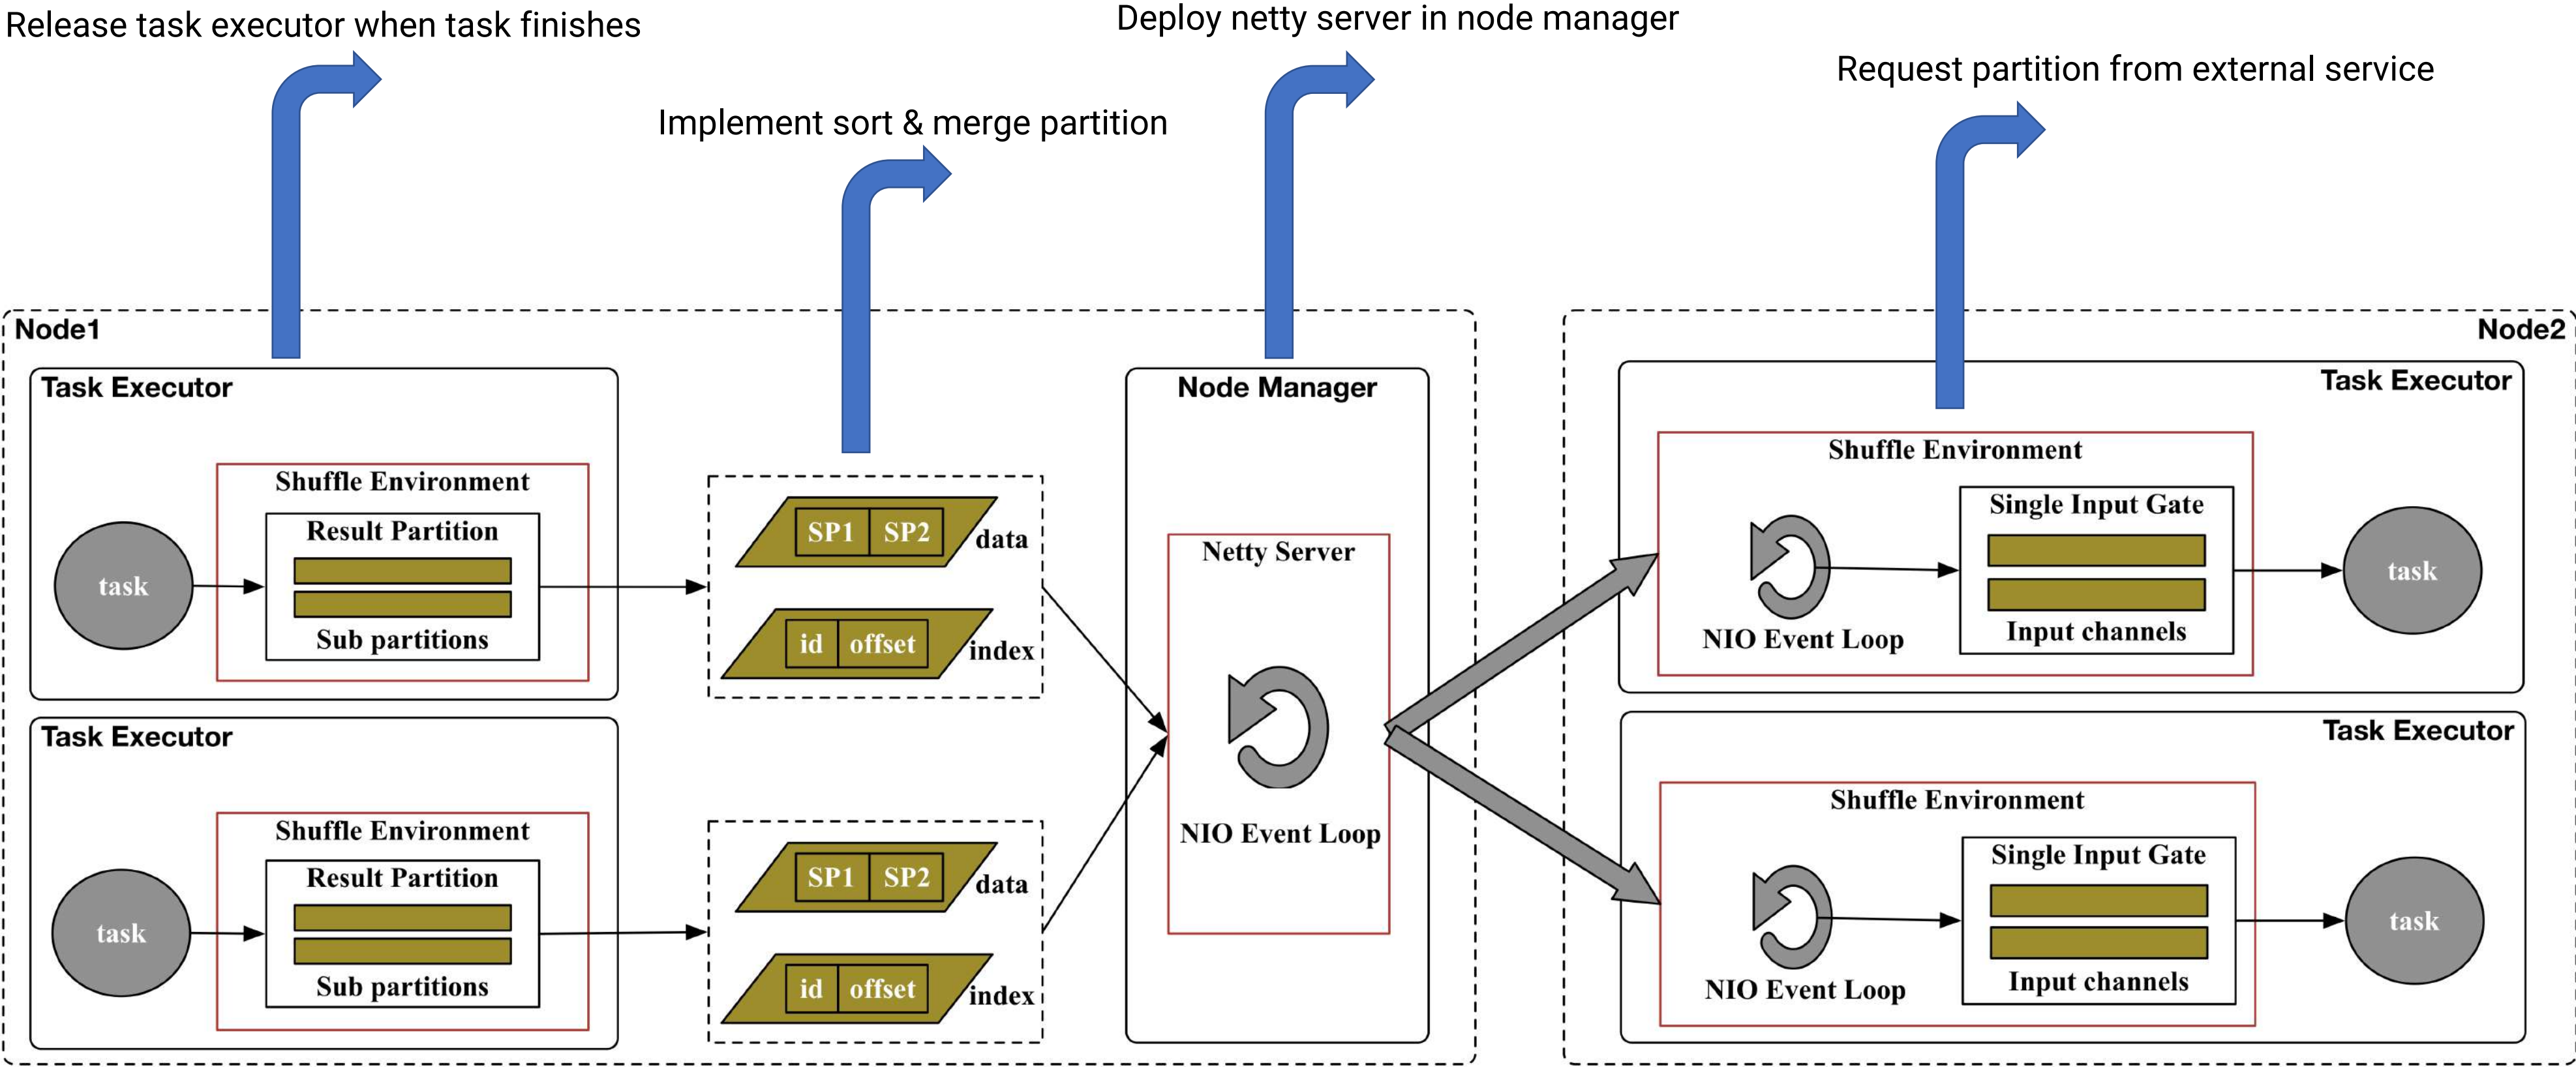 Release task executor when task finishes
Deploy netty server in node manager
Request partition from external service
Implement sort & merge partition
Node1
Task Executor
Shuffle Environment
Result Partition
task
Sub partitions
SP1 SP2
data
id offset
index
Task Executor
Shuffle Environment
Result Partition
task
Sub partitions
SP1 SP2
data
id offset
index
Node Manager
Netty Server
NIO Event Loop
Node2
Task Executor
Shuffle Environment
Single Input Gate
NIO Event Loop
Input channels
task
Task Executor
Shuffle Environment
Single Input Gate
NIO Event Loop
Input channels
task